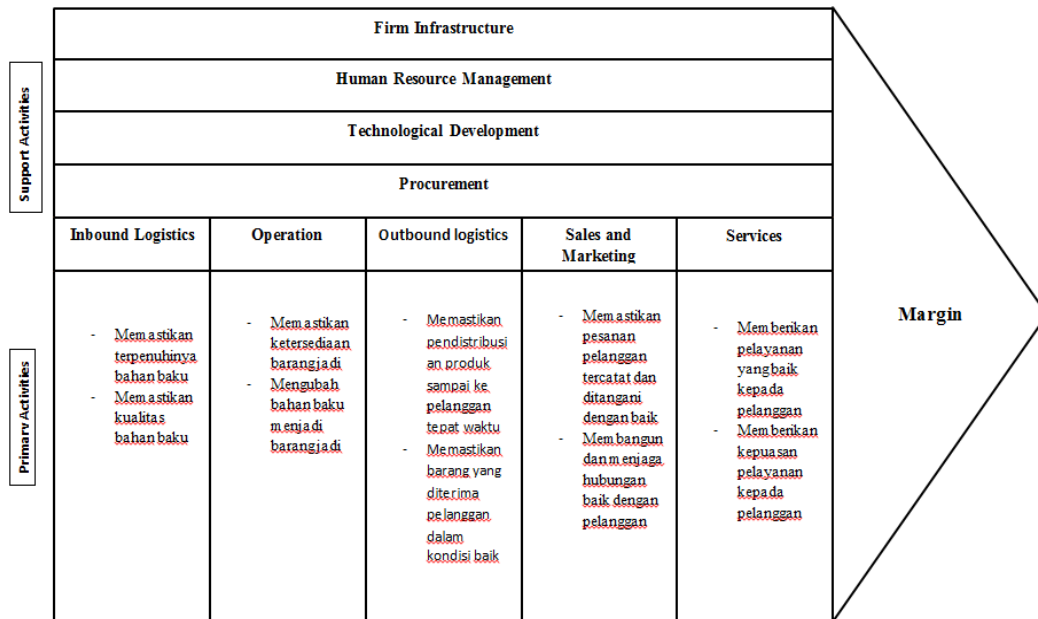 Firm Infrastructure
Human Resource Management
Technological Development
Procurement
Support Activities
Inbound Logistics
Operation
Outbound logistics
Sales and
Marketing
Services
Primary Activities
- Memastikan
terpenuhinya
bahan baku
- Memastikan
kualitas
bahan baku
- Memastikan
ketersediaan
barang jadi
- Mengubah
bahan baku
menjadi
barang jadi
- Memastikan
pendistribusi
an produk
sampai ke
pelanggan
tepat waktu
- Memastikan
barang yang
diterima
pelanggan
dalam
kondisi baik
- Memastikan
pesanan
pelanggan
tercatat dan
ditangani
dengan baik
- Membangun
dan menjaga
hubungan
baik dengan
pelanggan
- Memberikan
pelayanan
yang baik
kepada
pelanggan
- Memberikan
kepuasan
pelayanan
kepada
pelanggan
Margin